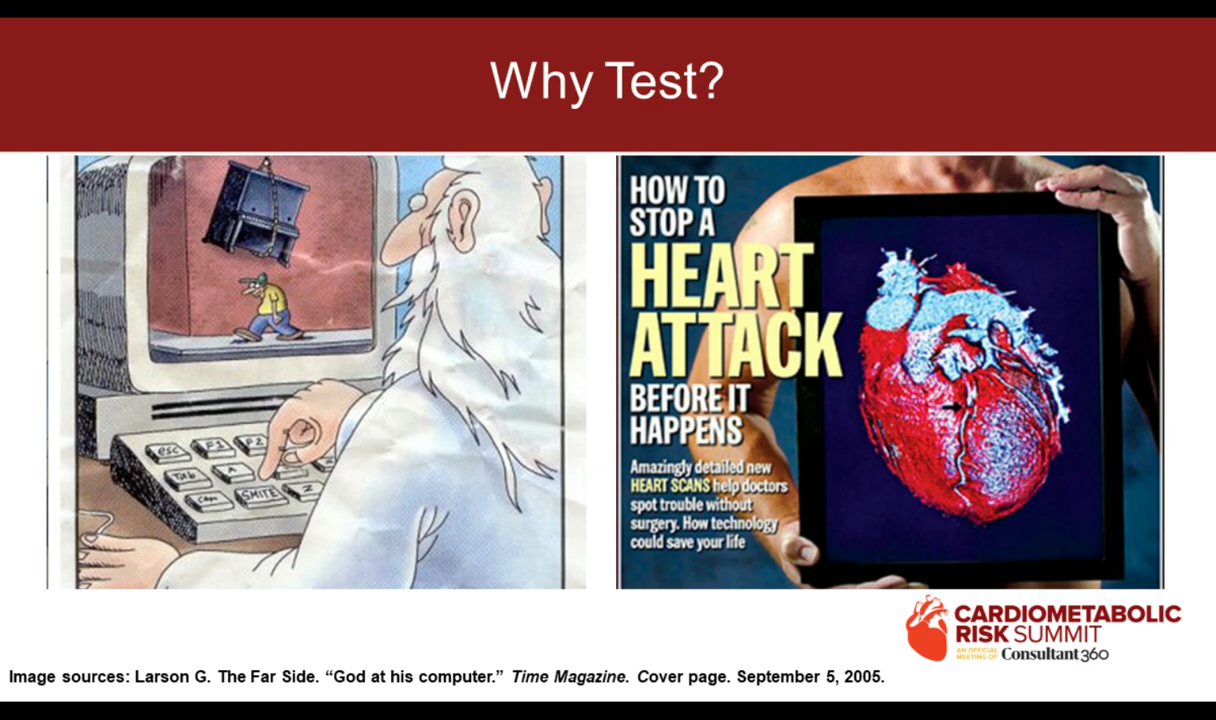 Why Test?
esc F1 F2
Tab A
Caps SMITE Z
HOW TO
STOP A
HEART
ATTACK
BEFORE IT
HAPPENS
Amazingly detailed new
HEART SCANS help doctors
spot trouble without
surgery. How technology
could save your life
CARDIOMETABOLIC
RISK SUMMIT
AN OFFICIAL
MEETING OF Consultant360
Image sources: Larson G. The Far Side. “God at his computer.” Time Magazine. Cover page. September 5, 2005.